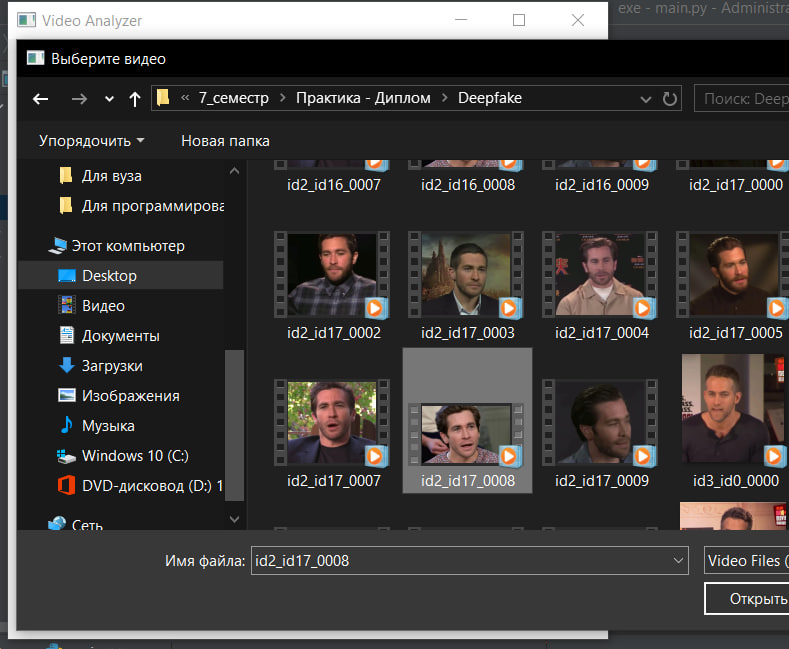 exe - main.py - Administra
Video Analyzer
Выберите видео
« 7_семестр > Практика - Диплом > Deepfake
Поиск: Deep
Упорядочить
Новая папка
Для вуза
Для программирова
Этот компьютер
Desktop
Видео
Документы
Загрузки
Изображения
Музыка
Windows 10 (C:)
DVD-дисковод (D:) 1
Сеть
id2_id16_0007 id2_id16_0008 id2_id16_0009 id2_id17_0000
id2_id17_0002 id2_id17_0003 id2_id17_0004 id2_id17_0005
id2_id17_0007 id2_id17_0008 id2_id17_0009 id3_id0_0000
Имя файла: id2_id17_0008
Video Files (
Открыть